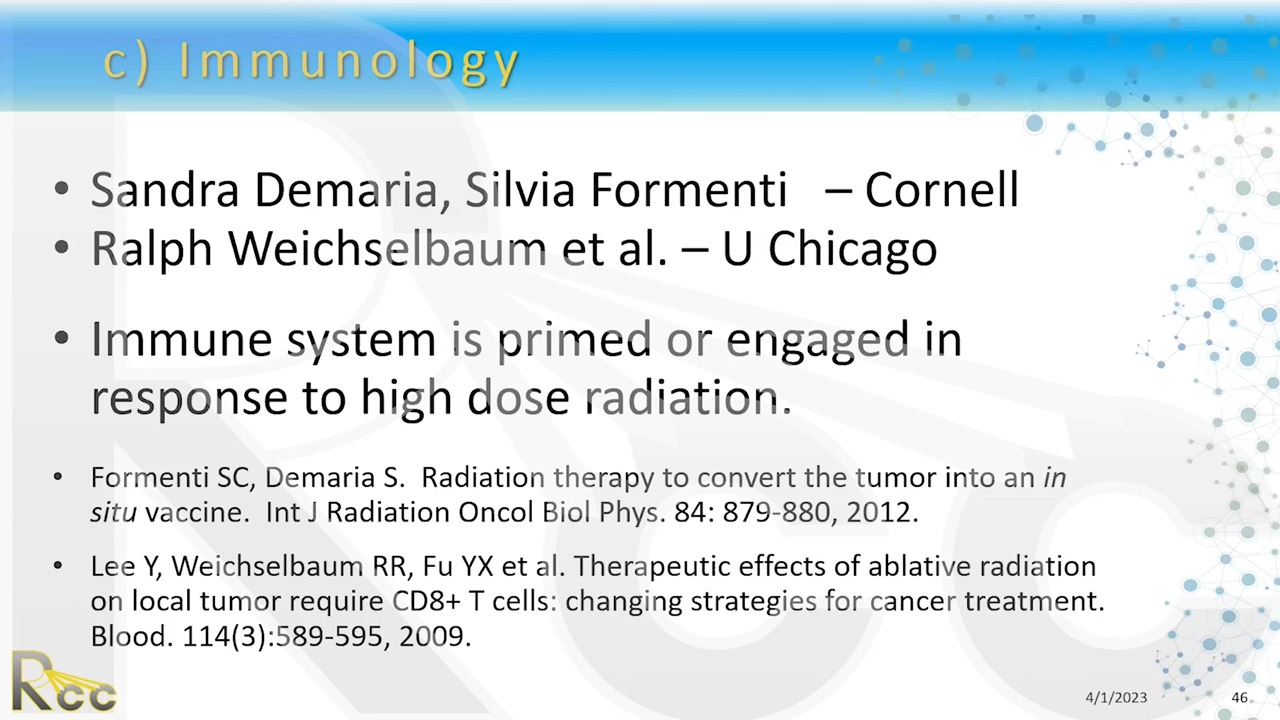 c) Immunology
• Sandra Demaria, Silvia Formenti – Cornell
• Ralph Weichselbaum et al. – U Chicago
• Immune system is primed or engaged in
response to high dose radiation.
• Formenti SC, Demaria S. Radiation therapy to convert the tumor into an in
situ vaccine. Int J Radiation Oncol Biol Phys. 84: 879-880, 2012.
• Lee Y, Weichselbaum RR, Fu YX et al. Therapeutic effects of ablative radiation
on local tumor require CD8+ T cells: changing strategies for cancer treatment.
Blood. 114(3):589-595, 2009.
Rcc
4/1/2023 46